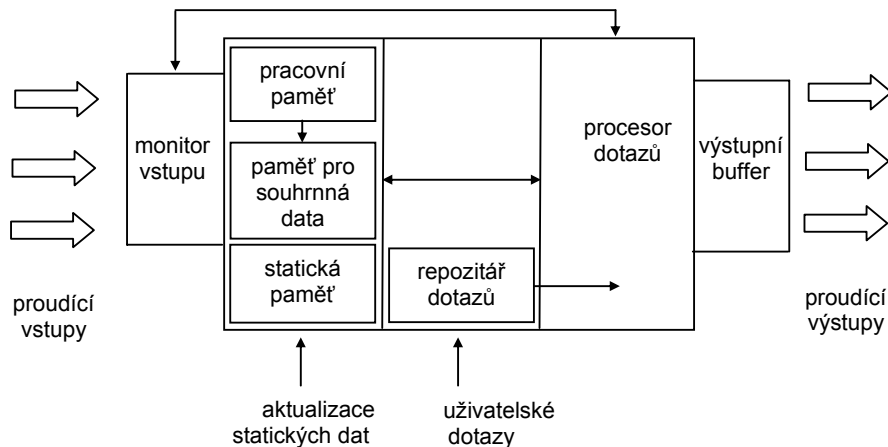 pracovní
paměť
monitor
vstupu
paměť pro
souhrnná
data
procesor
dotazů
výstupní
buffer
statická
paměť
repozitář
dotazů
proudící
vstupy
proudící
výstupy
aktualizace
statických dat
uživatelské
dotazy